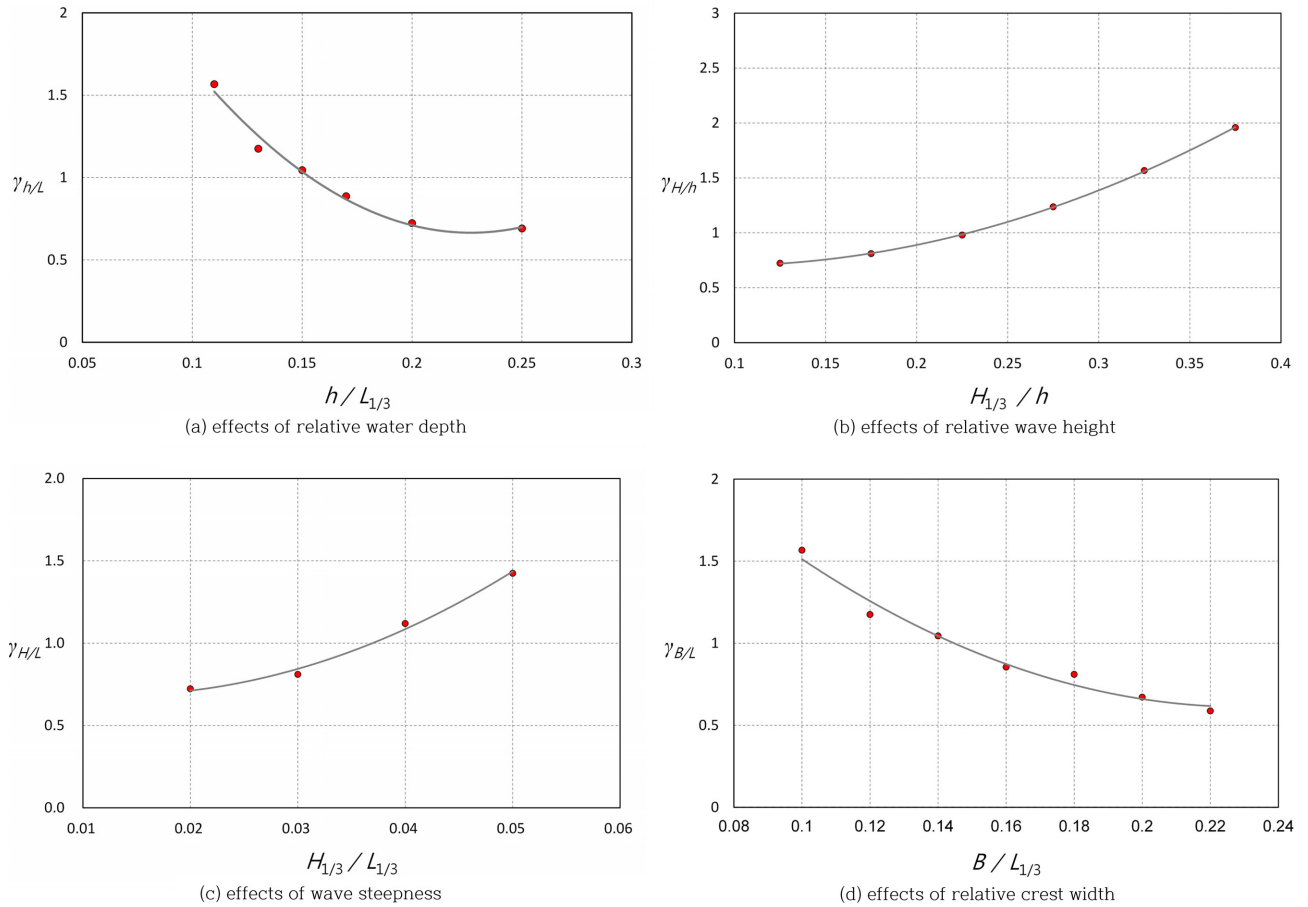 2
1.5
1
0.5
0
γh/L
0.05 0.1 0.15 0.2 0.25 0.3
h / L1/3
(a) effects of relative water depth
3
2.5
2
1.5
1
0.5
0
γH/h
0.1 0.15 0.2 0.25 0.3 0.35 0.4
H1/3 / h
(b) effects of relative wave height
2.0
1.5
1.0
0.5
0.0
γH/L
0.01 0.02 0.03 0.04 0.05 0.06
H1/3 / L1/3
(c) effects of wave steepness
2
1.5
1
0.5
0
γB/L
0.08 0.1 0.12 0.14 0.16 0.18 0.2 0.22 0.24
B / L1/3
(d) effects of relative crest width